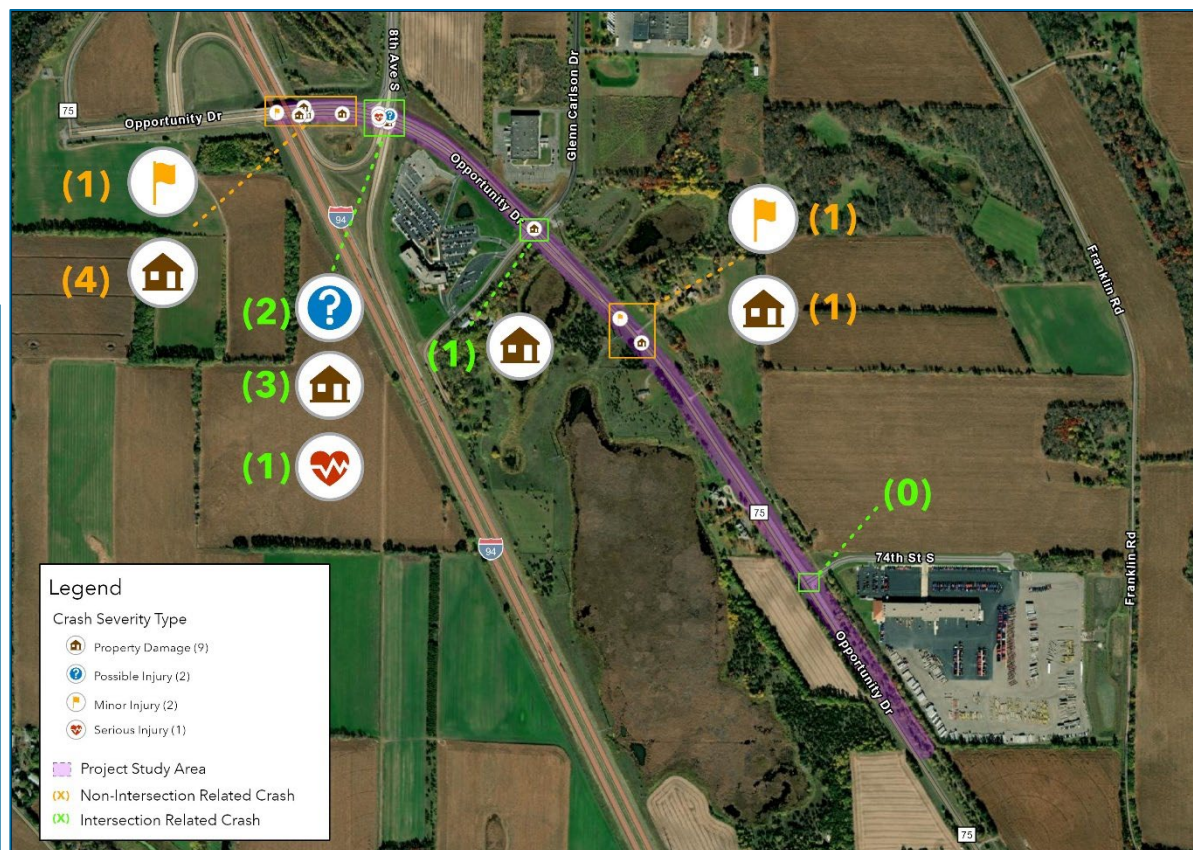 8th Ave S
Glenn Carlson Dr
75
Opportunity Dr
Opportunity Dr
94
(1)
(4)
(1)
(1)
Franklin Rd
(2)
?
(1)
(3)
(1)
(0)
75
74th St S
94
Franklin Rd
Opportunity Dr
75
Legend
Crash Severity Type
Property Damage (9)
? Possible Injury (2)
Minor Injury (2)
Serious Injury (1)
Project Study Area
(X) Non-Intersection Related Crash
(X) Intersection Related Crash